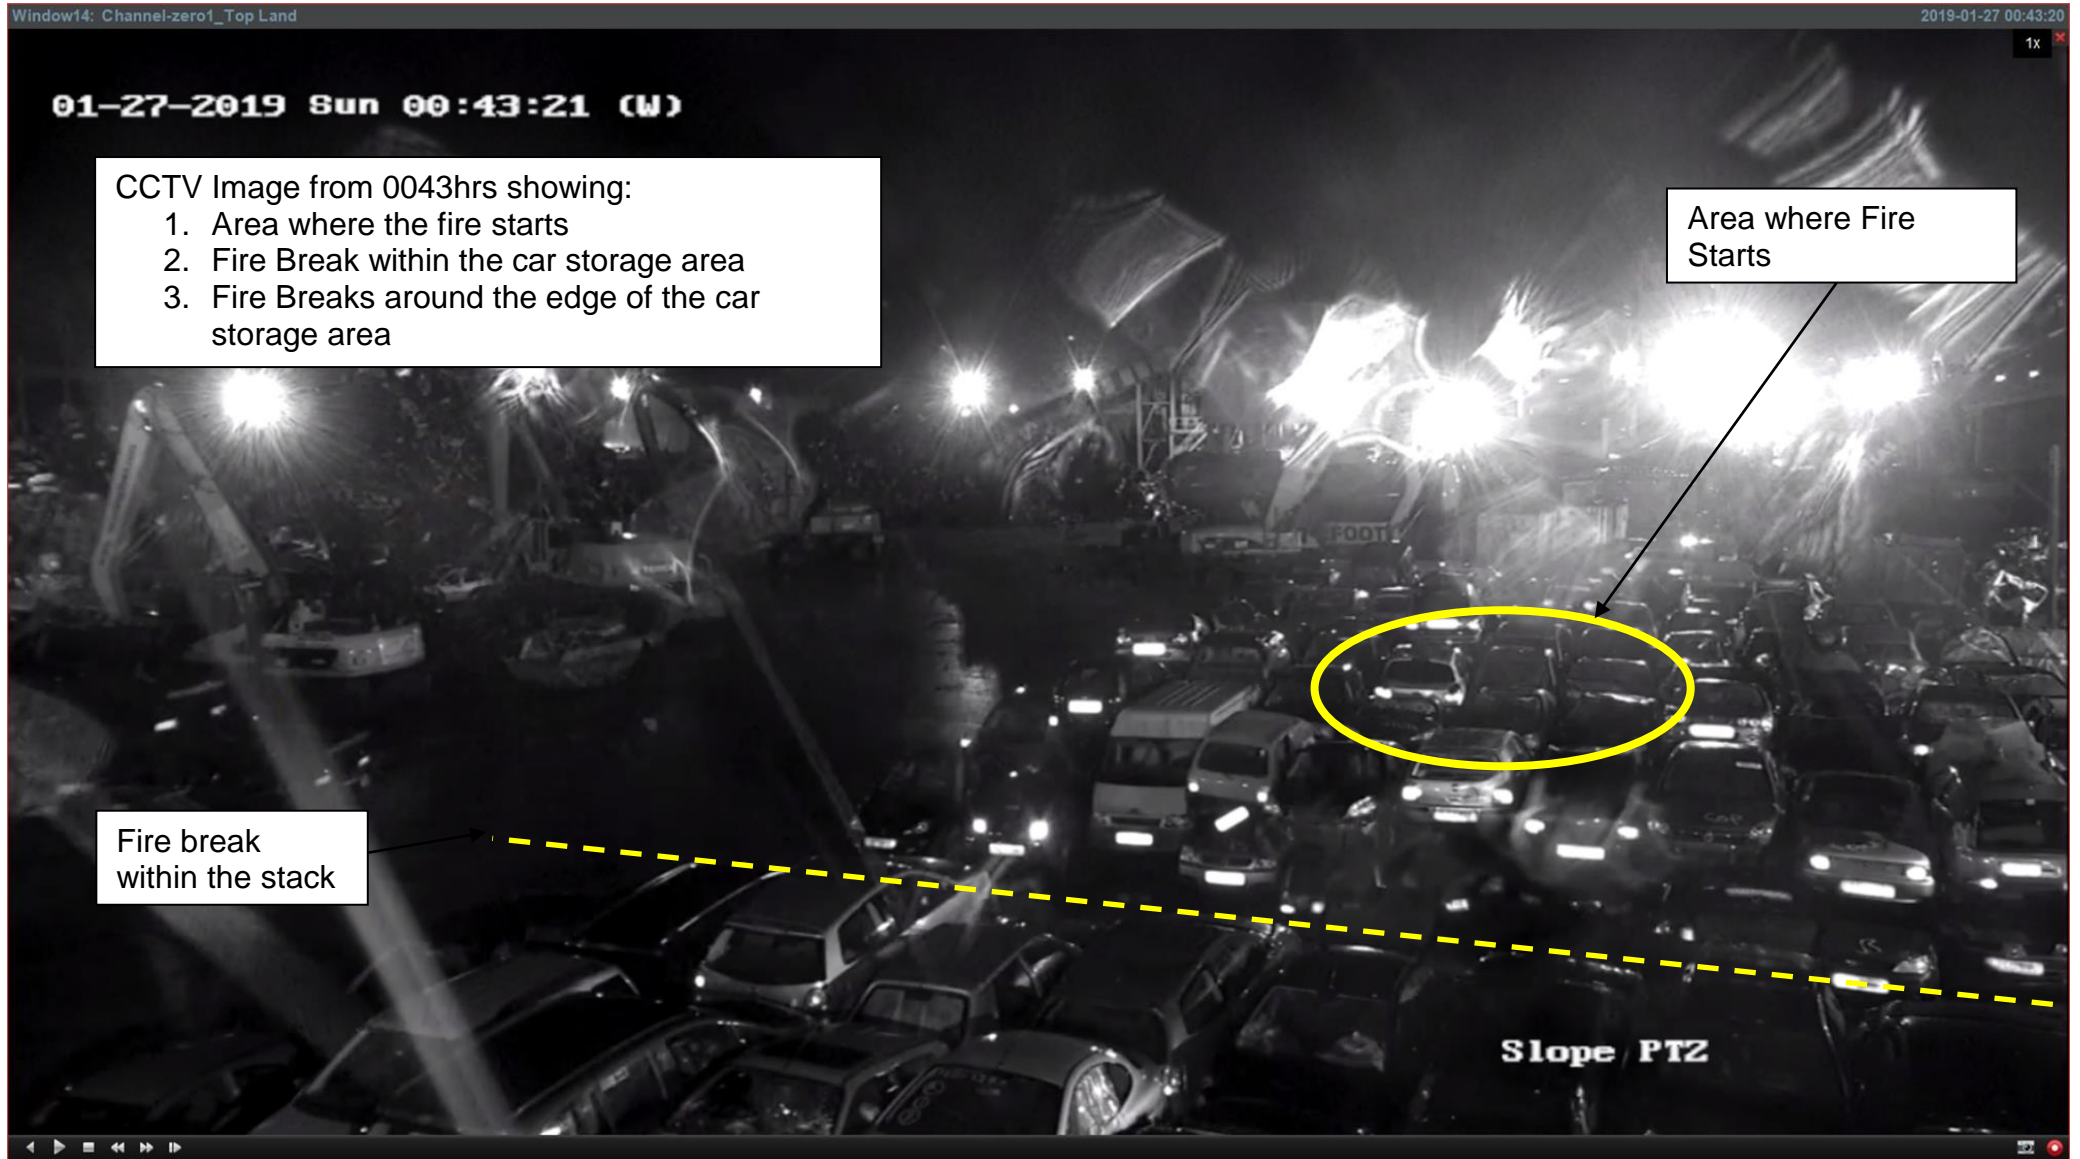 Window14: Channel-zero1_Top Land
2019-01-27 00:43:20
1x
01-27-2019 Sun 00:43:21 (W)
CCTV Image from 0043hrs showing:
1. Area where the fire starts
2. Fire Break within the car storage area
3. Fire Breaks around the edge of the car
storage area
Area where Fire
Starts
FOOT
Fire break
within the stack
Slope PTZ